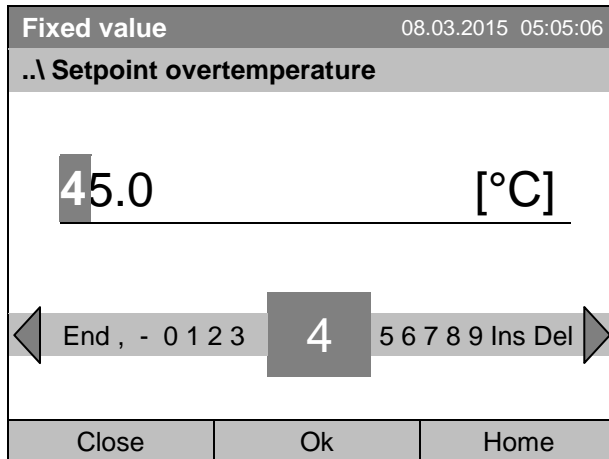 Fixed value 08.03.2015 05:05:06
..\ Setpoint overtemperature
45.0 [°C]
End , - 0 1 2 3 4 5 6 7 8 9 Ins Del
Close Ok Home